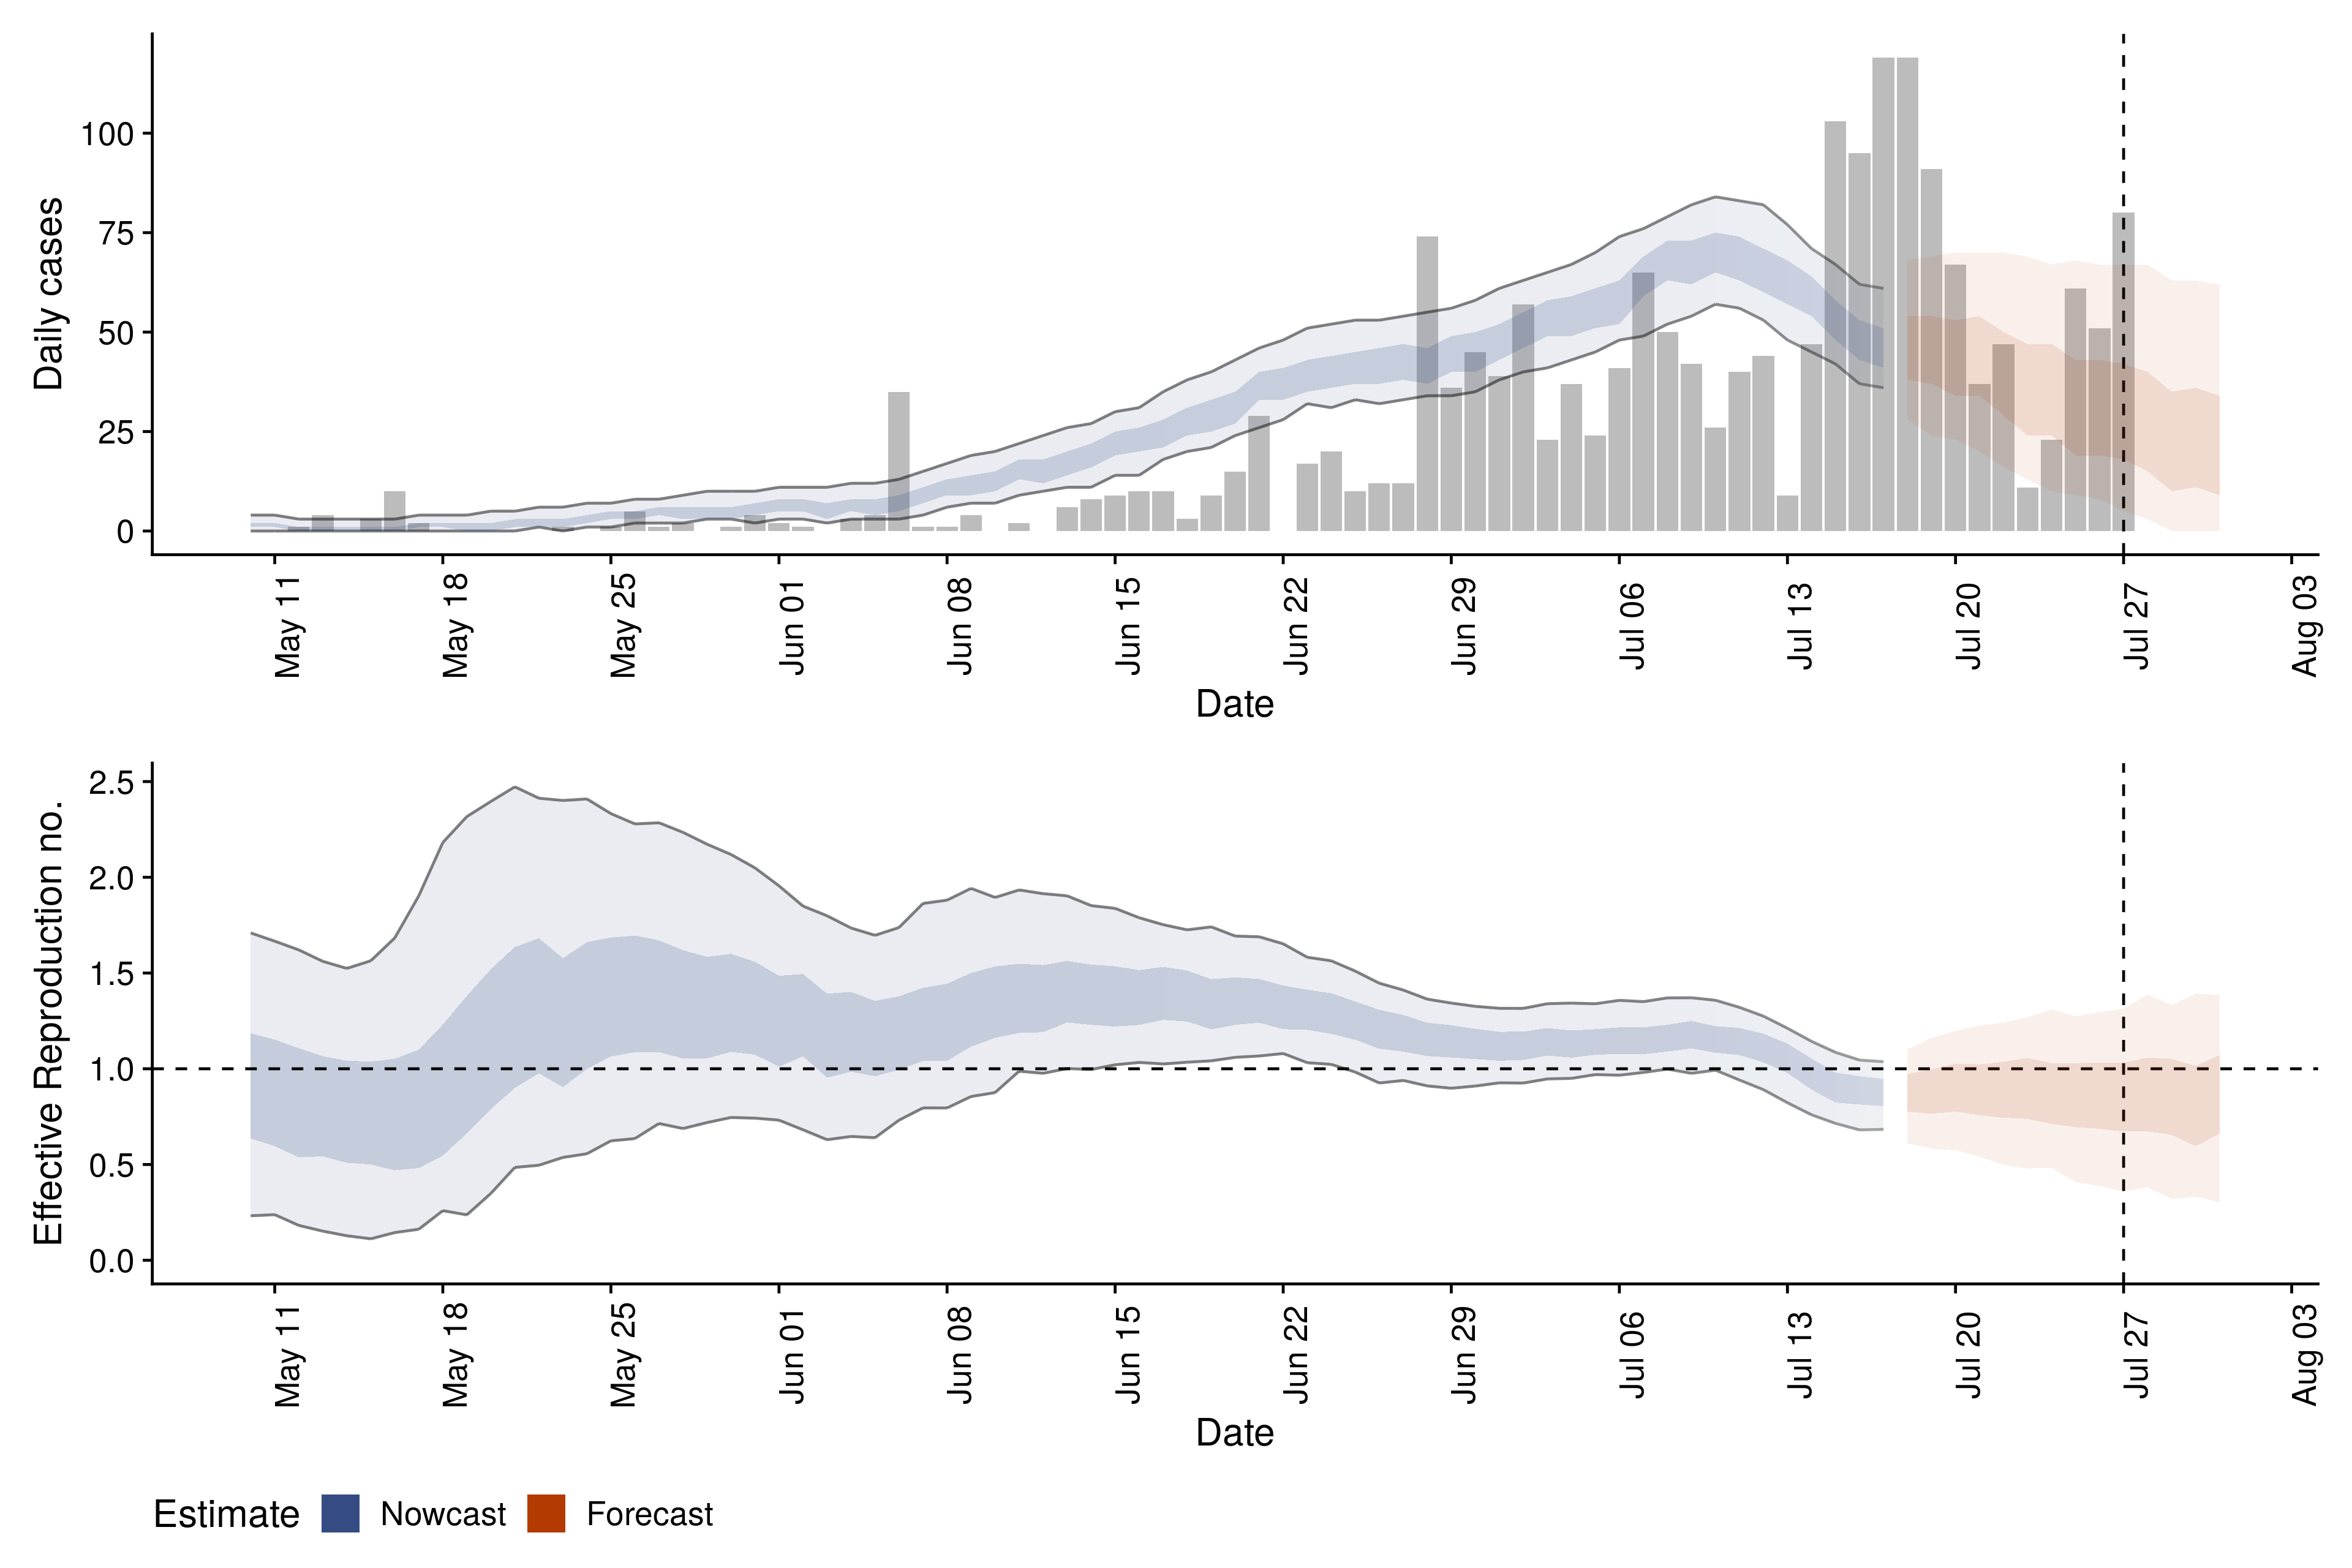 Daily cases
100
75
50
25
0
May 11
May 18
May 25
Jun 01
Jun 08
Jun 15
Jun 22
Jun 29
Jul 06
Jul 13
Jul 20
Jul 27
Aug 03
Date
Effective Reproduction no.
2.5
2.0
1.5
1.0
0.5
0.0
May 11
May 18
May 25
Jun 01
Jun 08
Jun 15
Jun 22
Jun 29
Jul 06
Jul 13
Jul 20
Jul 27
Aug 03
Date
Estimate Nowcast Forecast